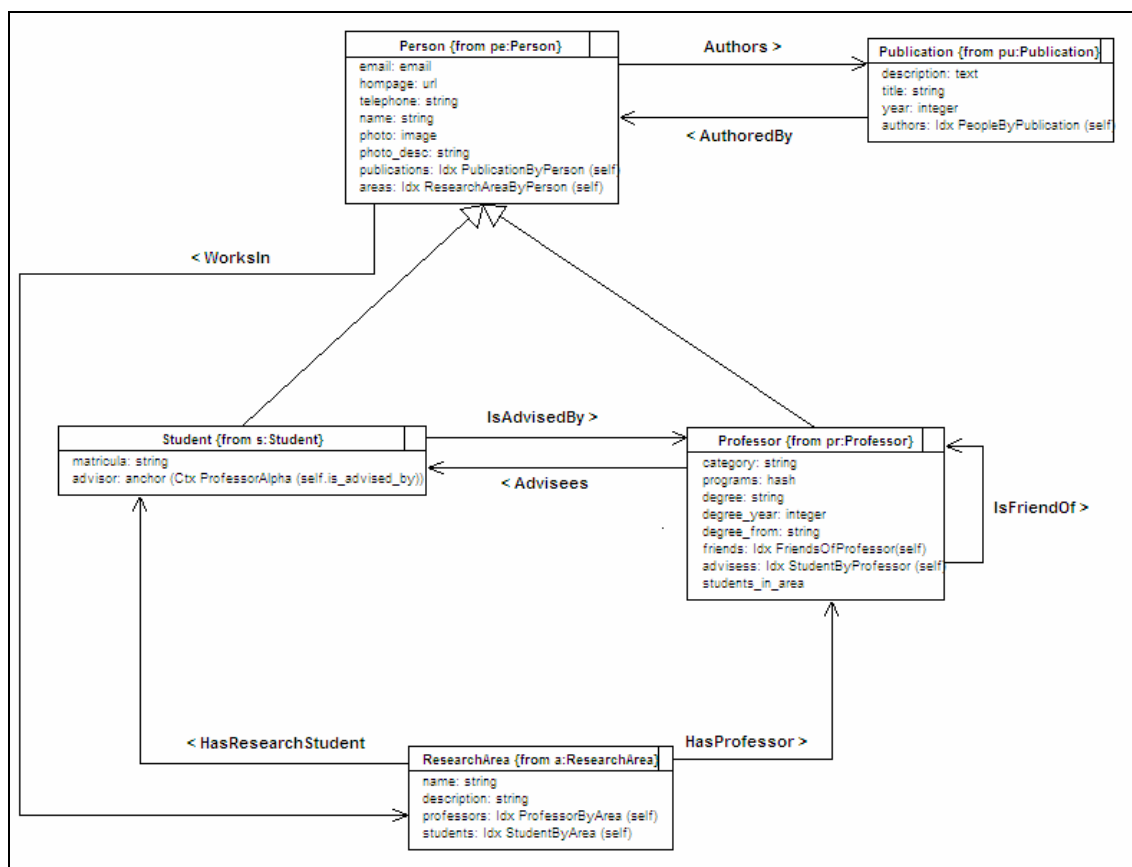 Person {from pe:Person}
email: email
hompage: url
telephone: string
name: string
photo: image
photo_desc: string
publications: Idx PublicationByPerson (self)
areas: Idx ResearchAreaByPerson (self)
Authors >
Publication {from pu:Publication}
description: text
title: string
year: integer
authors: Idx PeopleByPublication (self)
< AuthoredBy
< WorksIn
Student {from s:Student}
matricula: string
advisor: anchor (Ctx ProfessorAlpha (self.is_advised_by))
IsAdvisedBy >
< Advisees
Professor {from pr:Professor}
category: string
programs: hash
degree: string
degree_year: integer
degree_from: string
friends: Idx FriendsOfProfessor(self)
advisess: Idx StudentByProfessor (self)
students_in_area
IsFriendOf >
< HasResearchStudent
HasProfessor >
ResearchArea {from a:ResearchArea}
name: string
description: string
professors: Idx ProfessorByArea (self)
students: Idx StudentByArea (self)